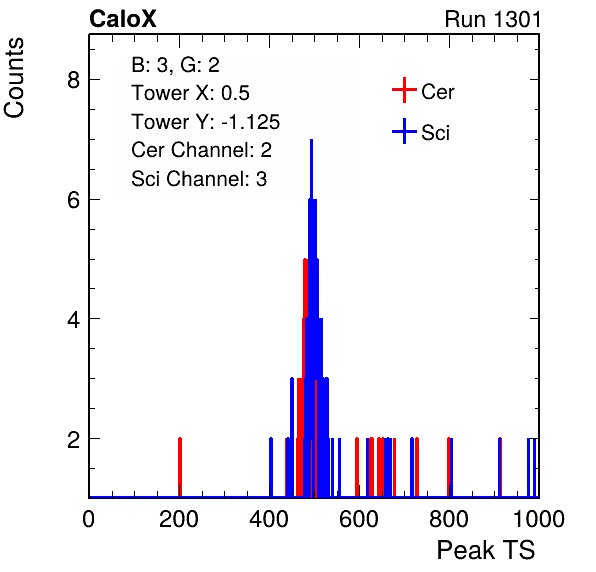 CaloX Run 1301
Counts
B: 3, G: 2
Tower X: 0.5
Tower Y: -1.125
Cer Channel: 2
Sci Channel: 3
Cer
Sci
8
6
4
2
0 200 400 600 800 1000
Peak TS